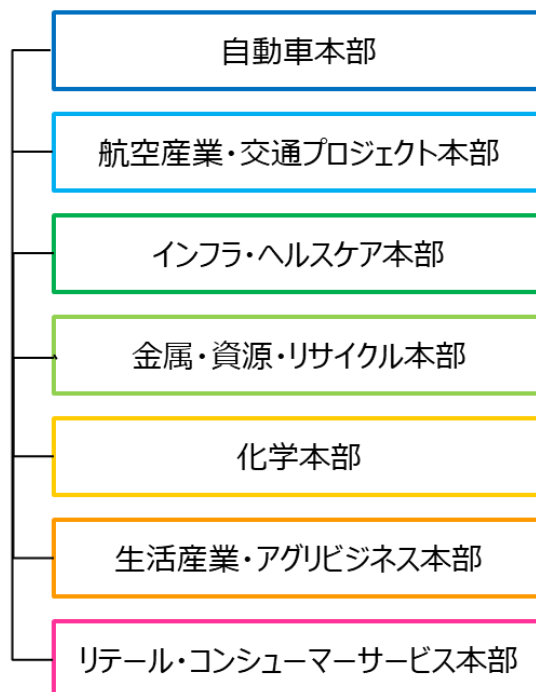 自動車本部
航空産業・交通プロジェクト本部
インフラ・ヘルスケア本部
金属・資源・リサイクル本部
化学本部
生活産業・アグリビジネス本部
リテール・コンシューマーサービス本部